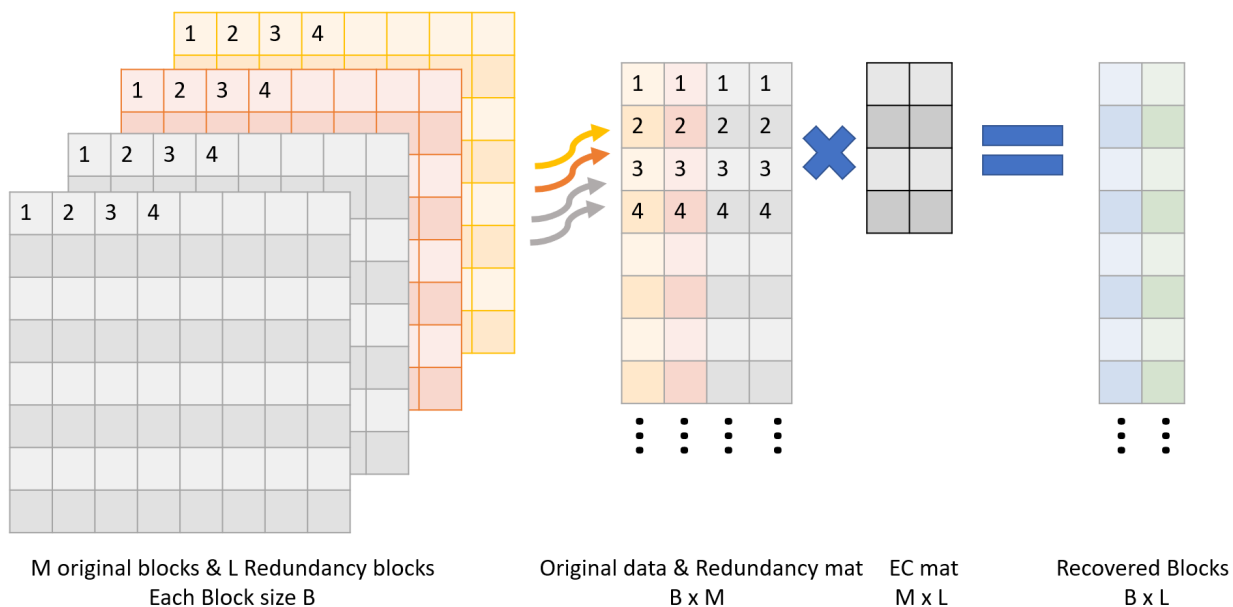 1 2 3 4
1 2 3 4
1 2 3 4
1 2 3 4
1 1 1 1
2 2 2 2
3 3 3 3
4 4 4 4
M original blocks & L Redundancy blocks
Each Block size B
Original data & Redundancy mat
B x M
EC mat
M x L
Recovered Blocks
B x L